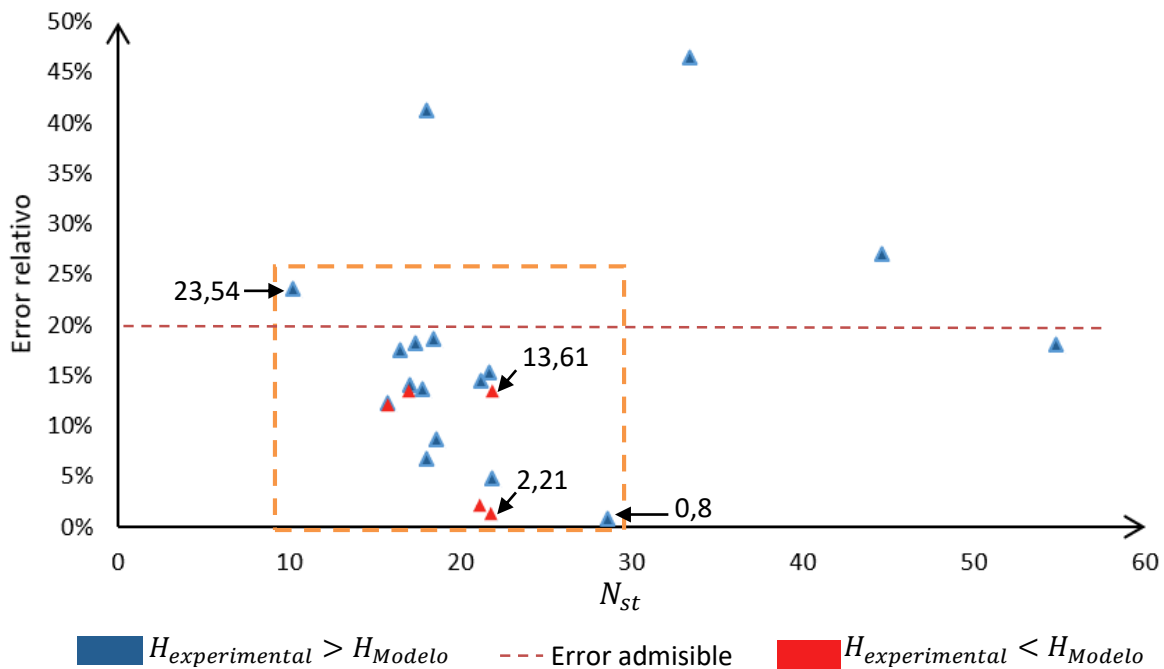 50%
45%
40%
35%
30%
25%
20%
15%
10%
5%
0%
Error relativo
23,54
13,61
2,21
0,8
0 10 20 30 40 50 60
N_st
H_experimental > H_Modelo
Error admisible
H_experimental < H_Modelo